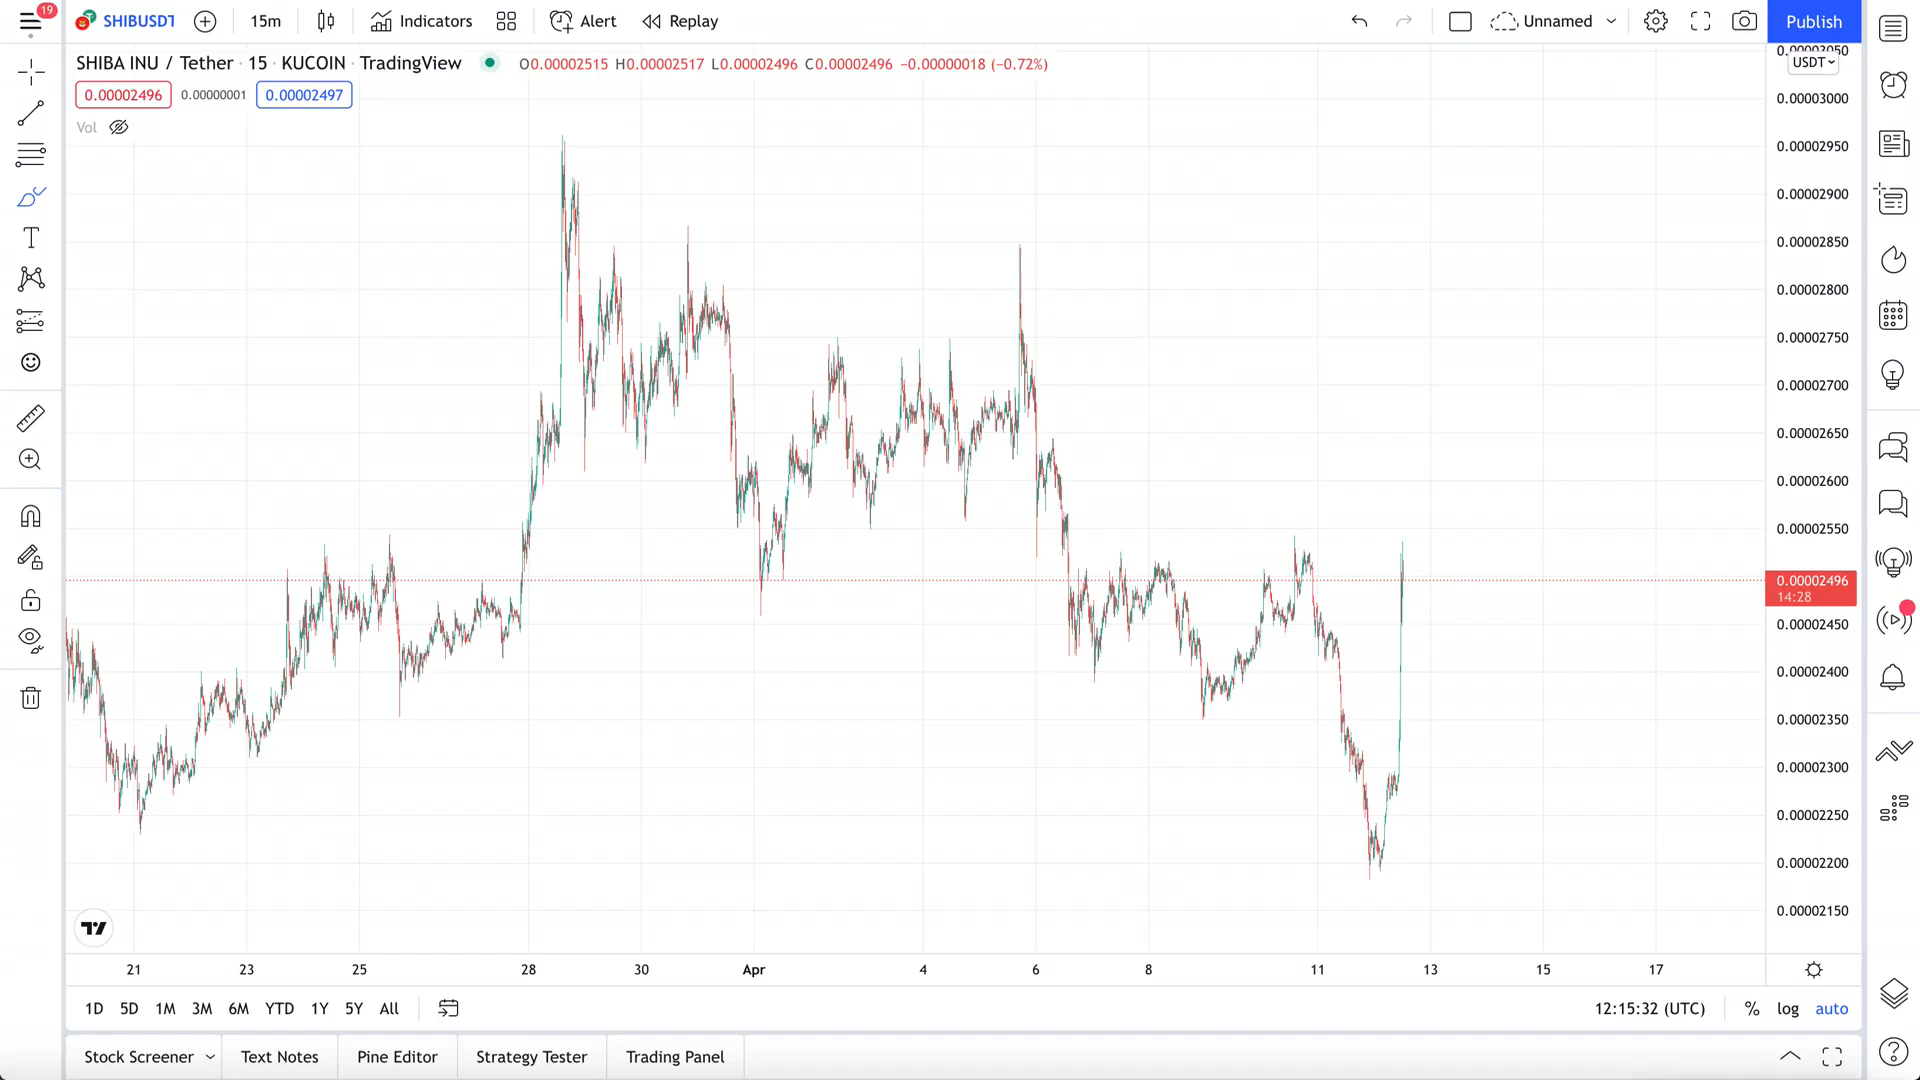 19
SHIBUSDT
15m
Indicators
Alert
Replay
Unnamed
Publish
SHIBA INU / Tether · 15 · KUCOIN · TradingView
O0.00002515 H0.00002517 L0.00002496 C0.00002496 −0.00000018 (−0.72%)
0.00002496
0.00000001
0.00002497
Vol
0.00003050
USDT
0.00003000
0.00002950
0.00002900
0.00002850
0.00002800
0.00002750
0.00002700
0.00002650
0.00002600
0.00002550
0.00002496
14:28
0.00002450
0.00002400
0.00002350
0.00002300
0.00002250
0.00002200
0.00002150
21 23 25 28 30 Apr 4 6 8 11 13 15 17
1D 5D 1M 3M 6M YTD 1Y 5Y All
12:15:32 (UTC)
% log auto
Stock Screener
Text Notes
Pine Editor
Strategy Tester
Trading Panel